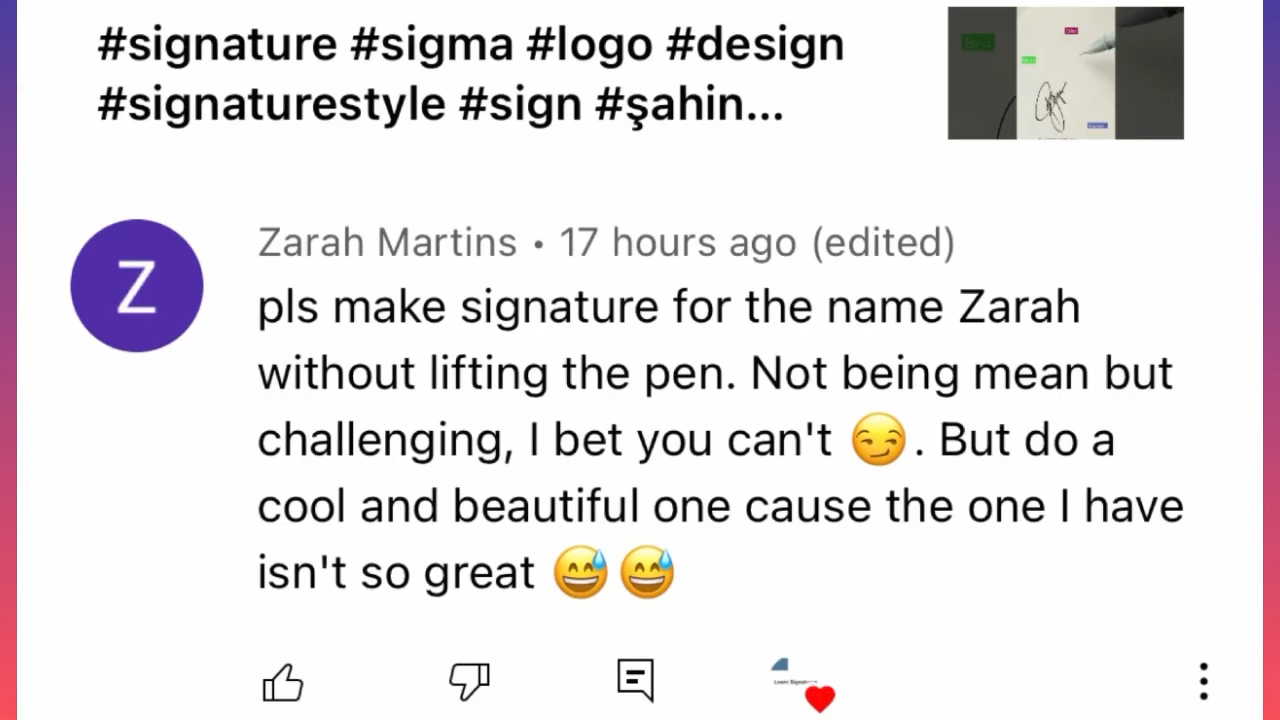 #signature #sigma #logo #design
#signaturestyle #sign #şahin...
Z
Zarah Martins • 17 hours ago (edited)
pls make signature for the name Zarah
without lifting the pen. Not being mean but
challenging, I bet you can't 😏. But do a
cool and beautiful one cause the one I have
isn't so great 😅😅